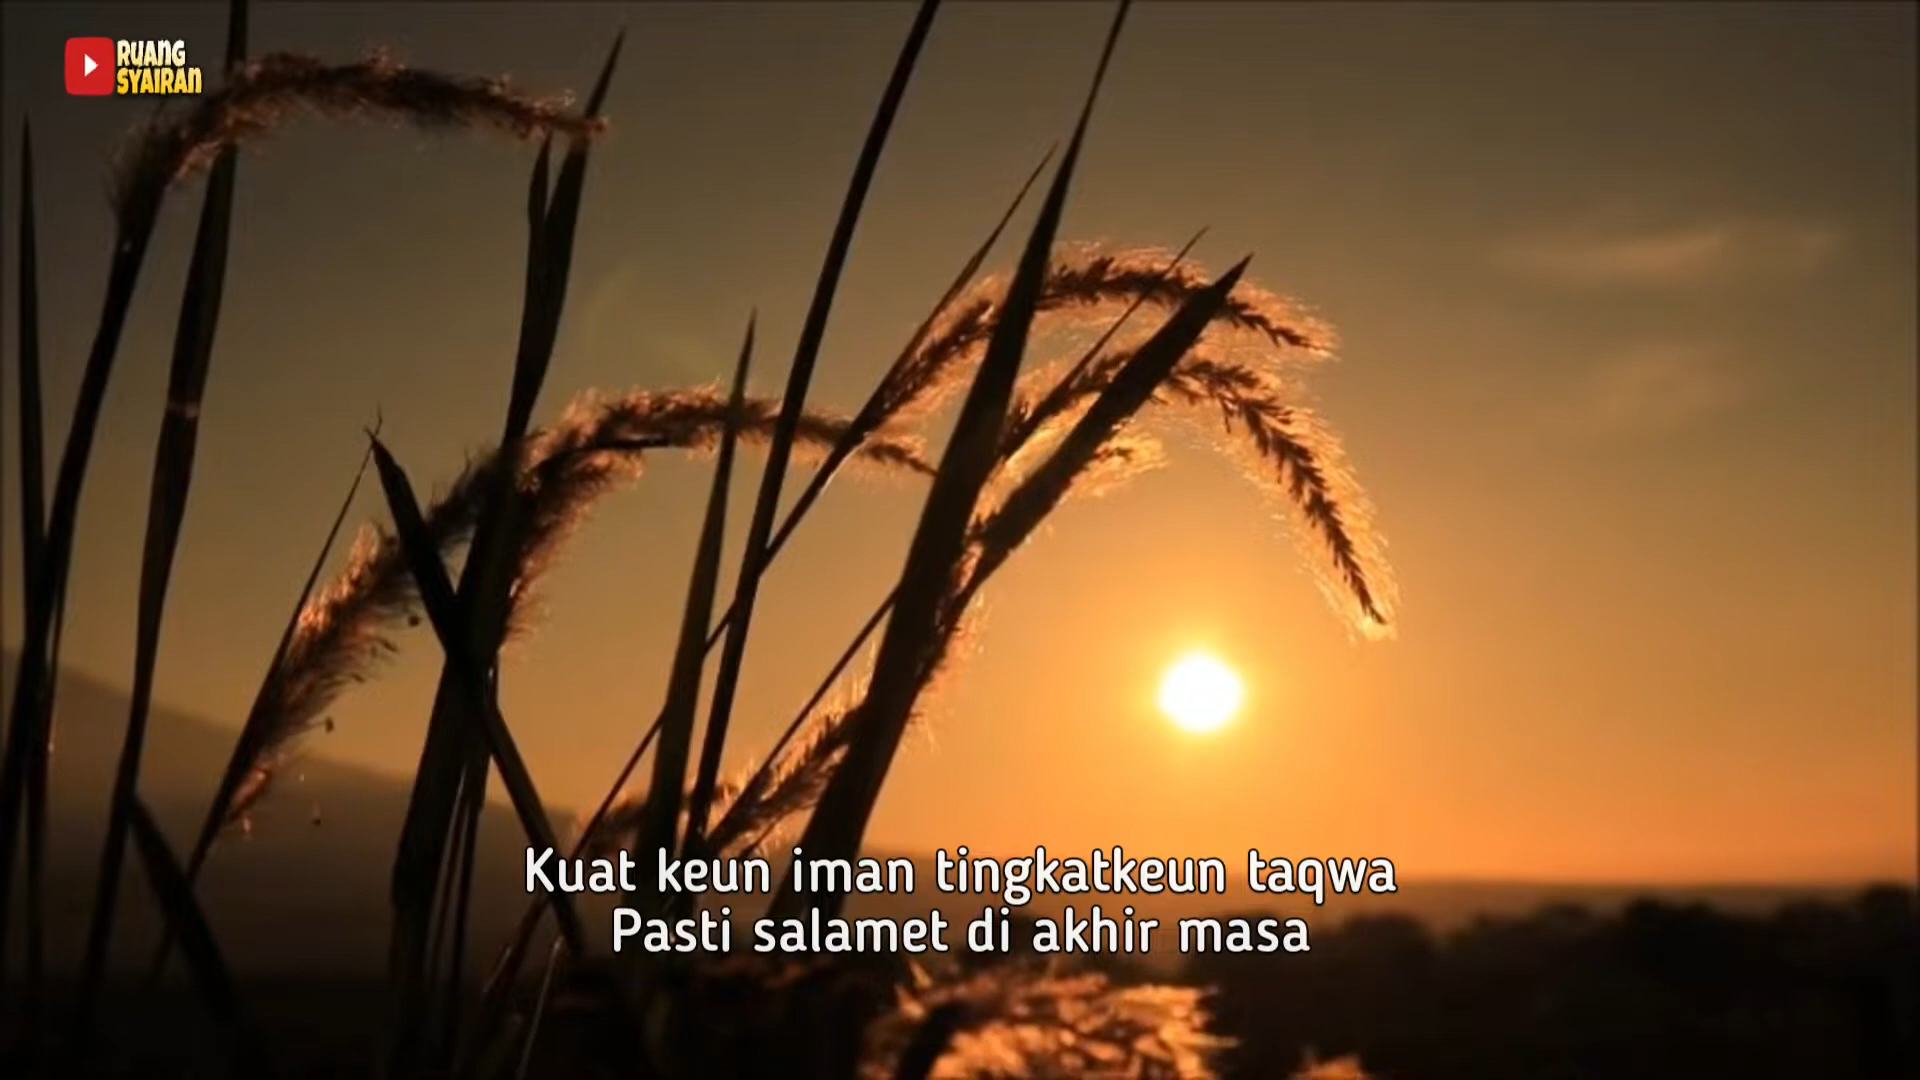 RUANG
SYAIRAN
Kuat keun iman tingkatkeun taqwa
Pasti salamet di akhir masa